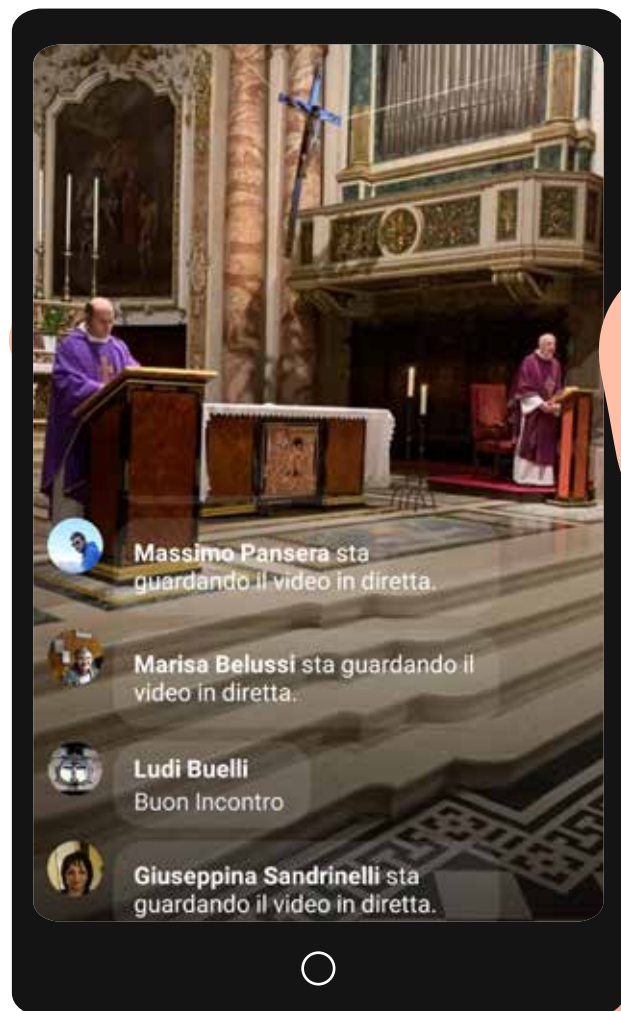 Massimo Pansera sta
guardando il video in diretta.
Marisa Belussi sta guardando il
video in diretta.
Ludi Buelli
Buon Incontro
Giuseppina Sandrinelli sta
guardando il video in diretta.